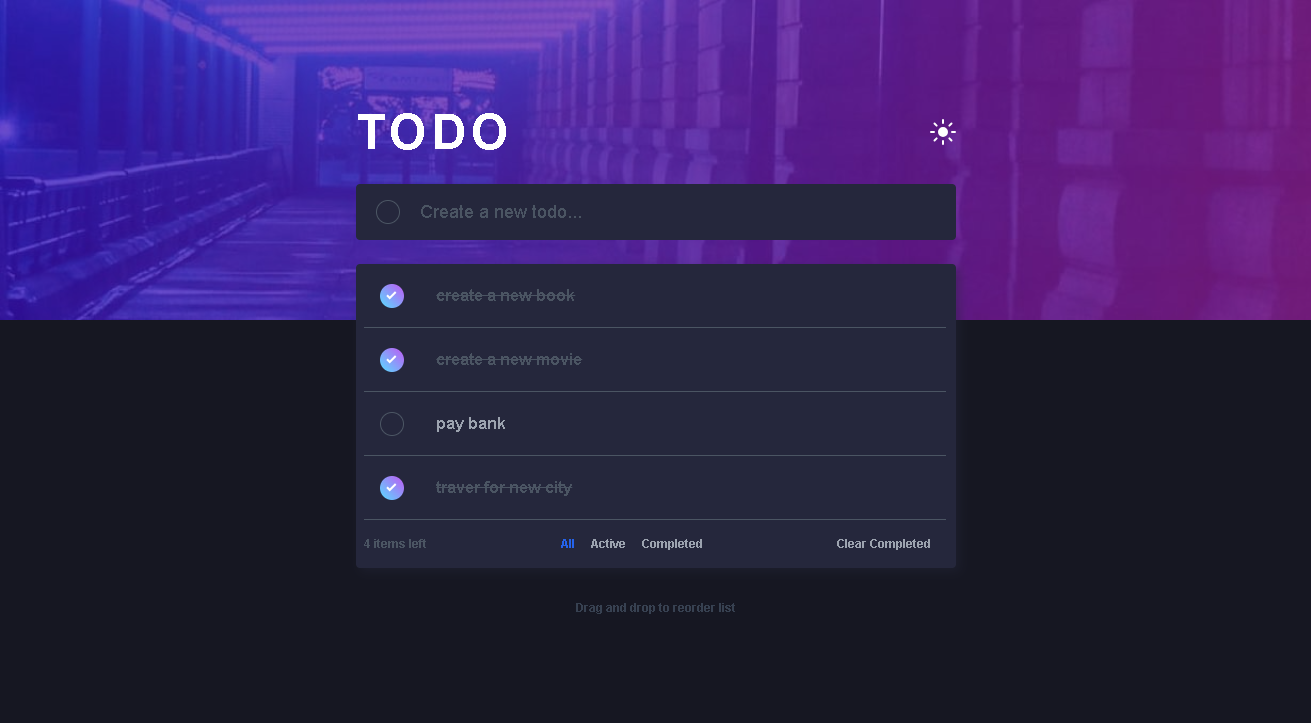 TODO
Create a new todo...
create a new book
create a new movie
pay bank
traver for new city
4 items left All Active Completed Clear Completed
Drag and drop to reorder list